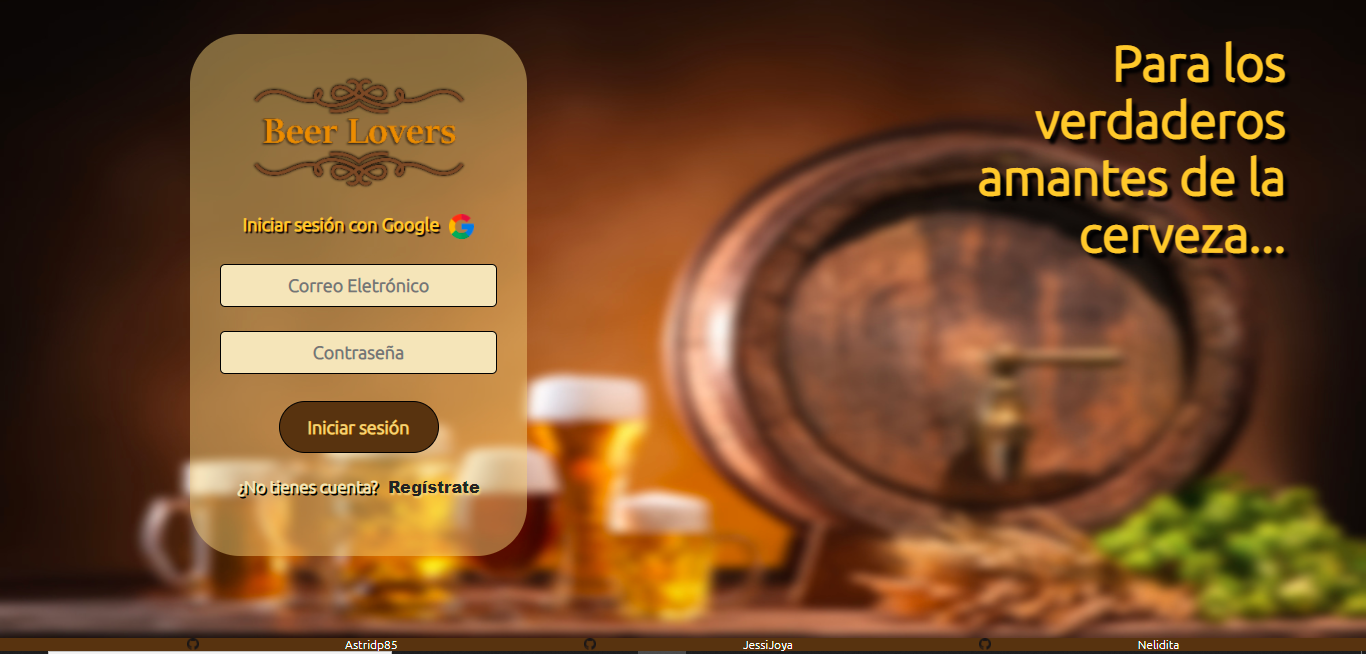 Beer Lovers
Iniciar sesión con Google
Correo Eletrónico
Contraseña
Iniciar sesión
¿No tienes cuenta? Regístrate
Para los
verdaderos
amantes de la
cerveza...
Astridp85 JessiJoya Nelidita